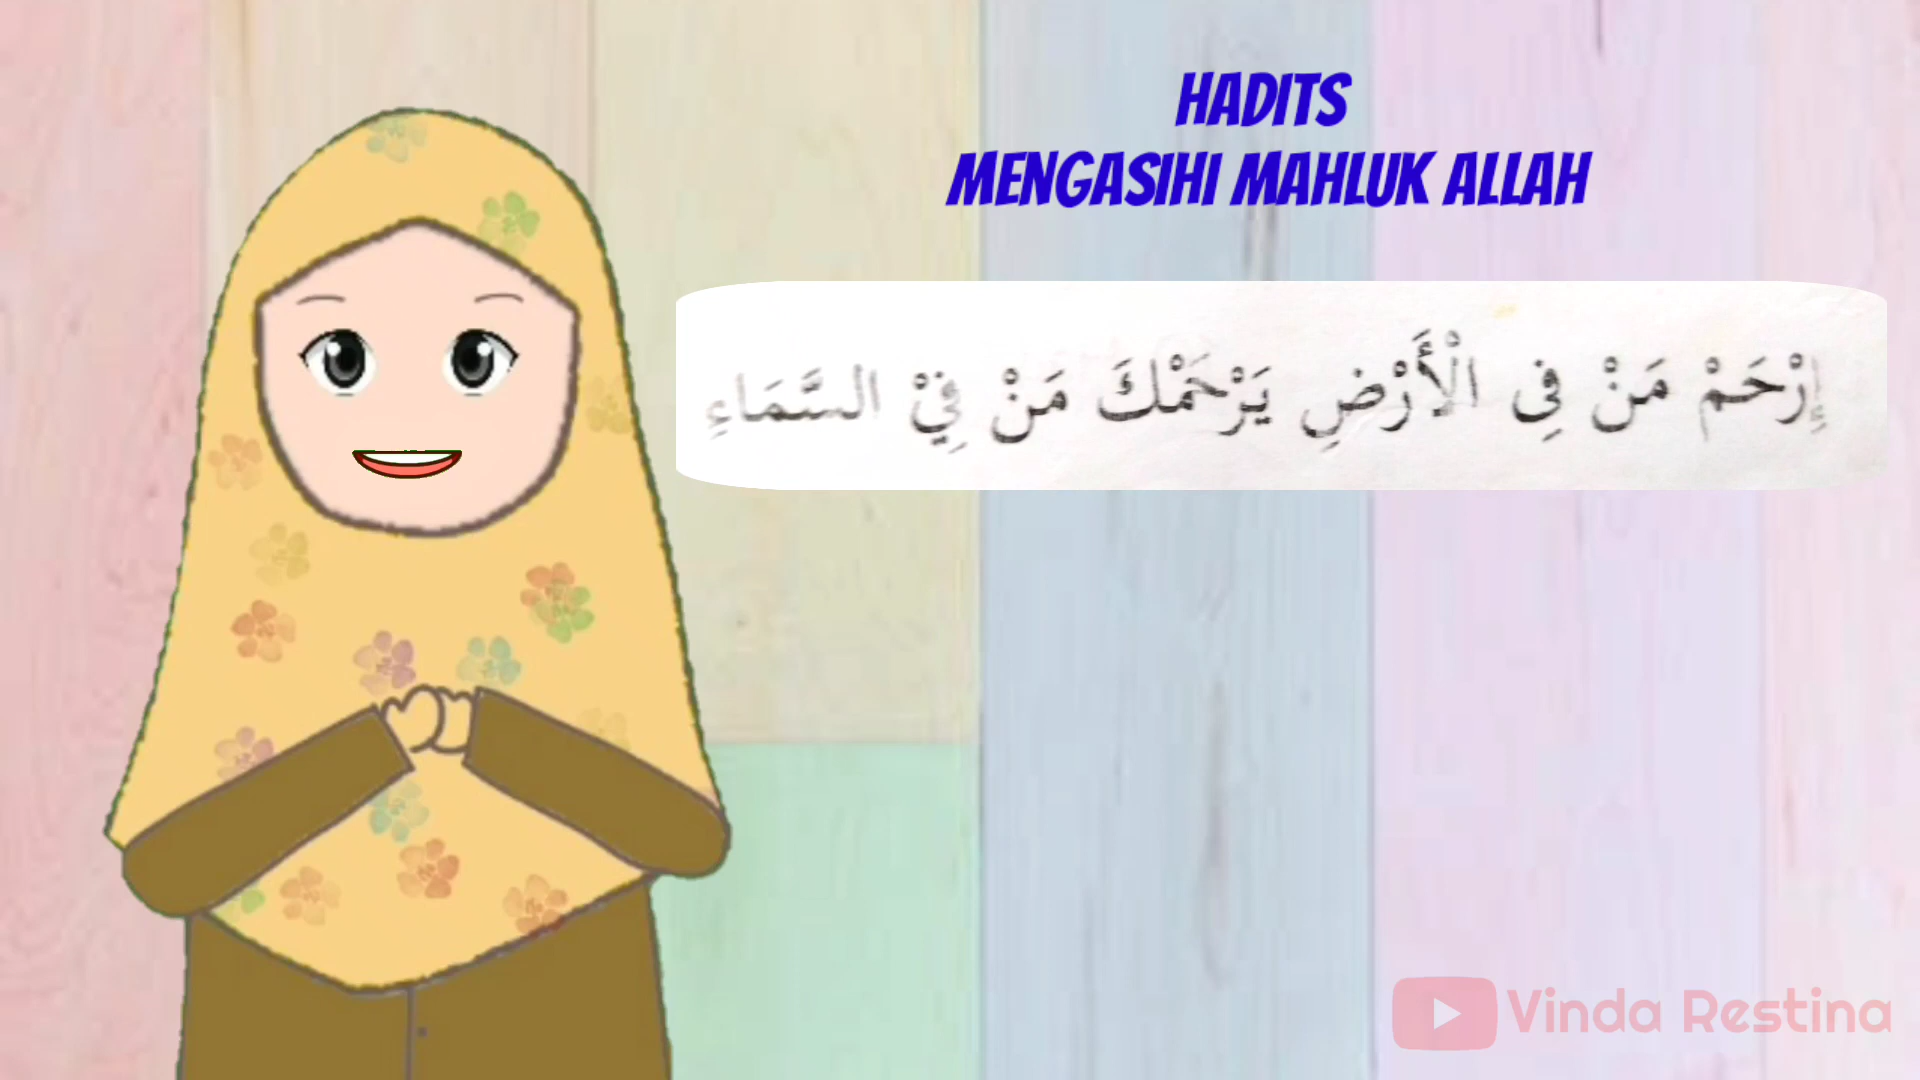 HADITS
MENGASIHI MAHLUK ALLAH
إِرْحَمْ مَنْ فِى الْأَرْضِ يَرْحَمْكَ مَنْ فِيْ السَّمَاءِ
Vinda Restina